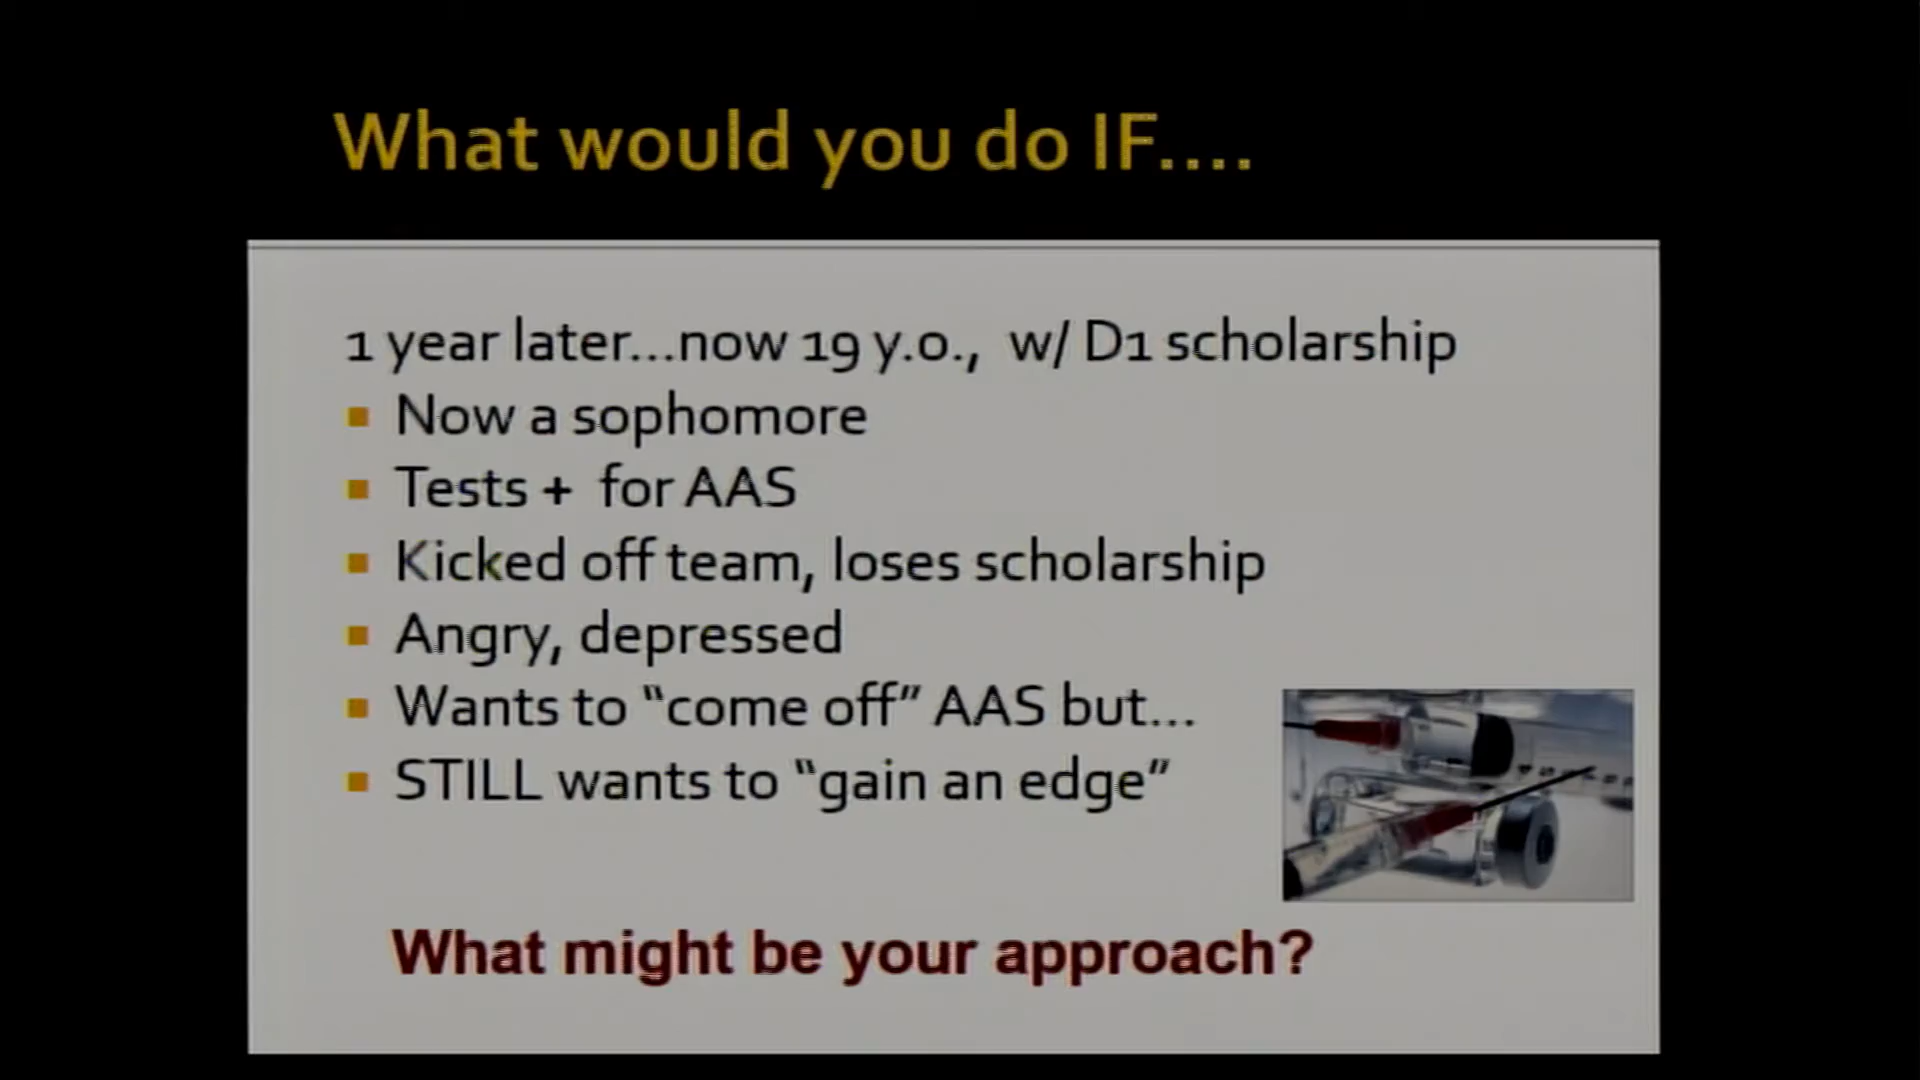 What would you do IF....
1 year later...now 19 y.o., w/ D1 scholarship
Now a sophomore
Tests + for AAS
Kicked off team, loses scholarship
Angry, depressed
Wants to “come off” AAS but...
STILL wants to “gain an edge”
What might be your approach?